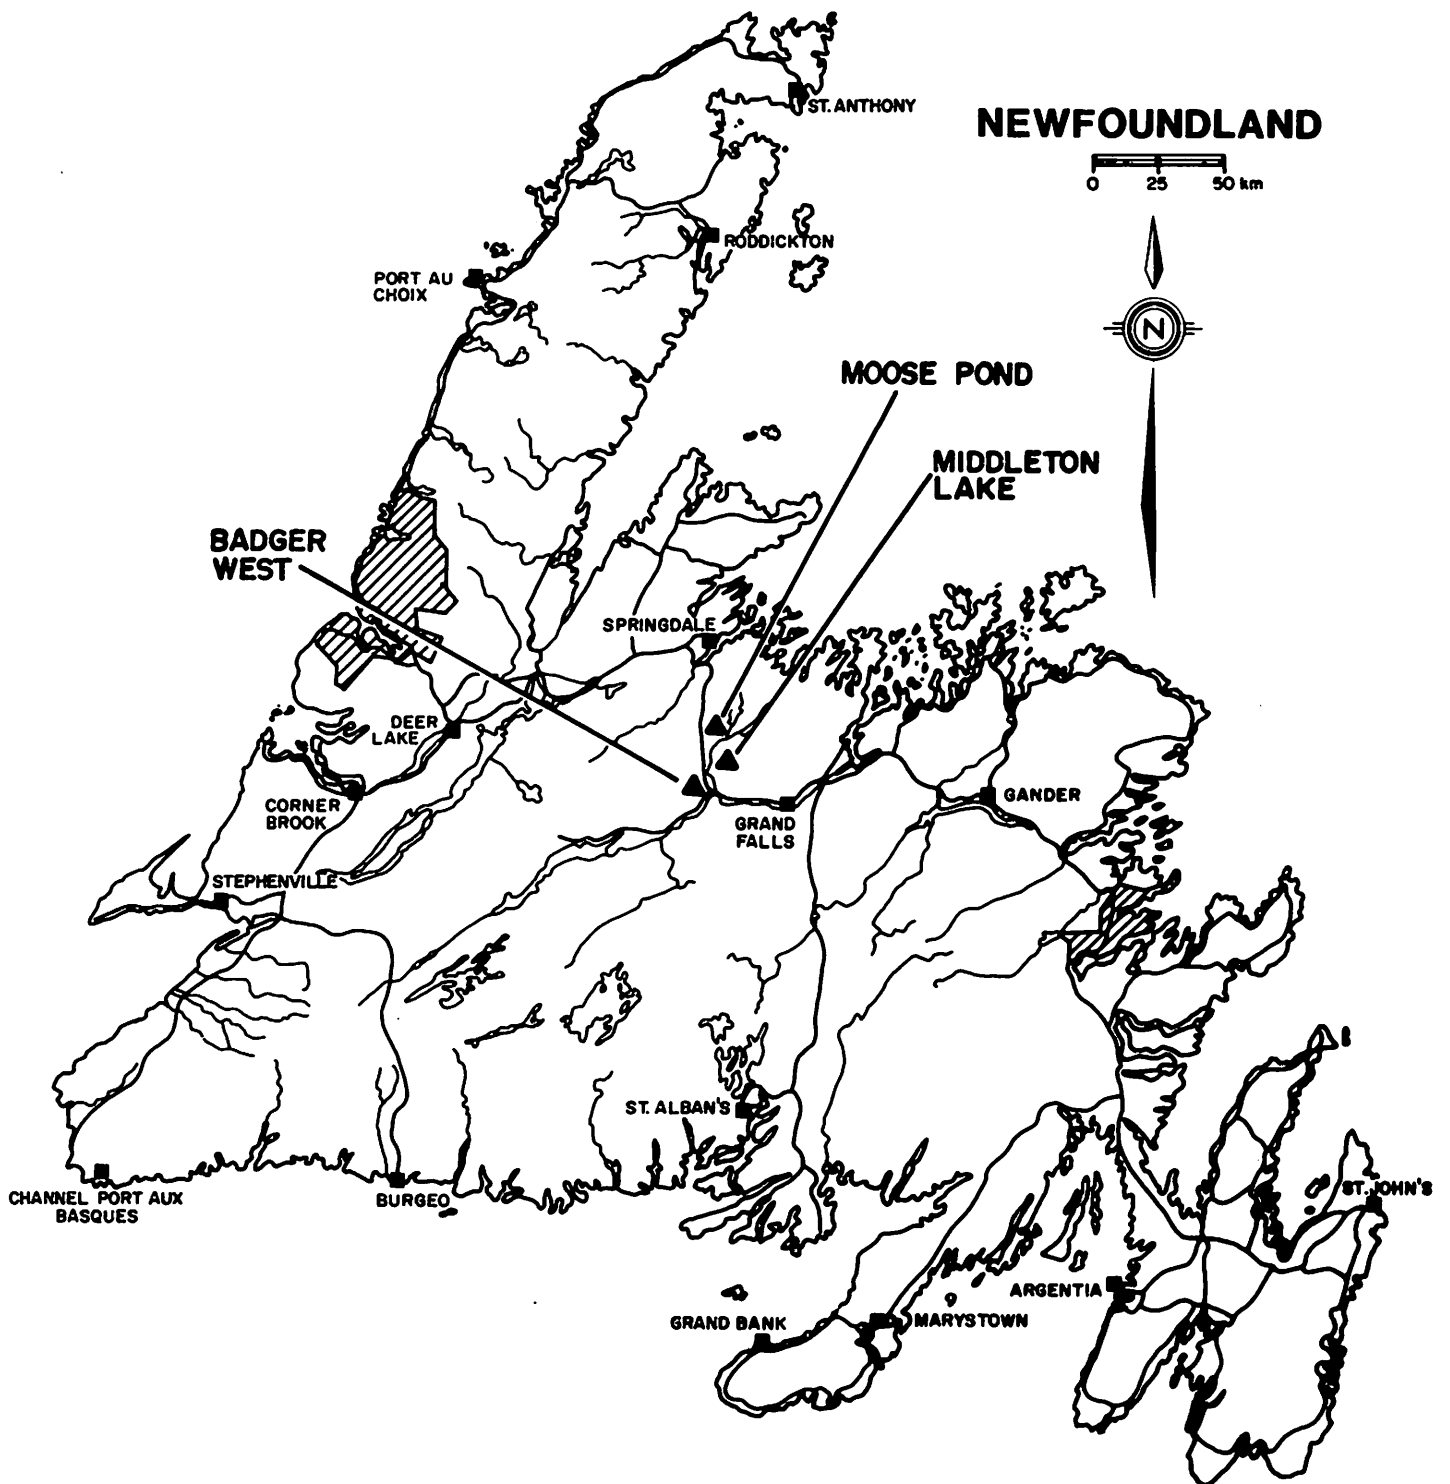 ST. ANTHONY
NEWFOUNDLAND
0 25 50 km
RODDICKTON
PORT AU
CHOIX
N
MOOSE POND
MIDDLETON
LAKE
BADGER
WEST
SPRINGDALE
DEER
LAKE
CORNER
BROOK
GRAND
FALLS
GANDER
STEPHENVILLE
ST. ALBAN'S
CHANNEL PORT AUX
BASQUES
BURGEO
ST. JOHN'S
ARGENTIA
GRAND BANK
MARYSTOWN